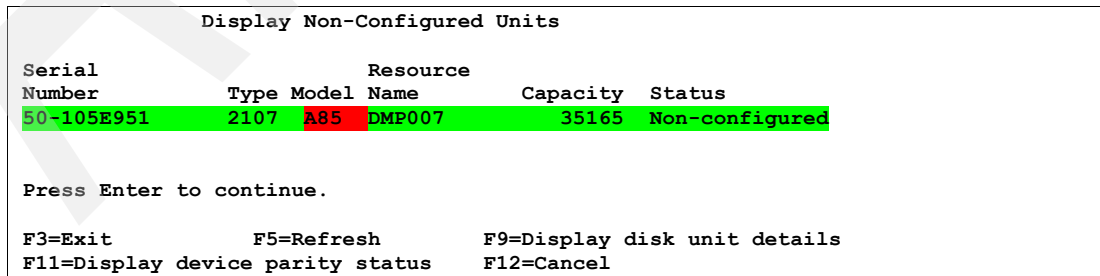 Display Non-Configured Units
Serial Resource
Number Type Model Name Capacity Status
50-105E951 2107 A85 DMP007 35165 Non-configured
Press Enter to continue.
F3=Exit F5=Refresh F9=Display disk unit details
F11=Display device parity status F12=Cancel